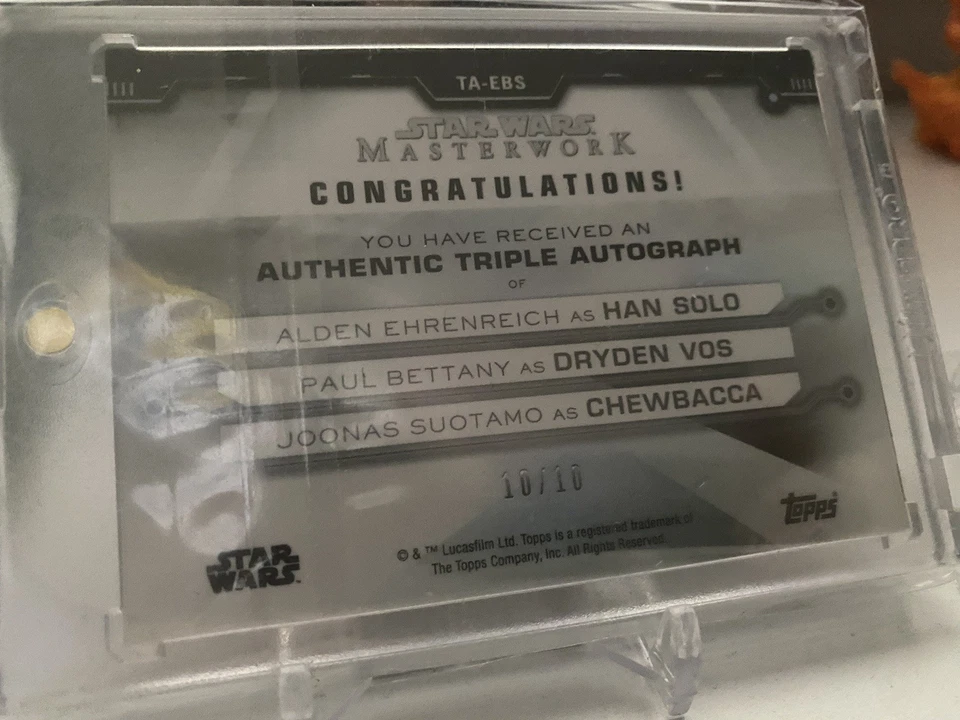 TA-EBS
STAR WARS
MASTERWORK
CONGRATULATIONS!
YOU HAVE RECEIVED AN
AUTHENTIC TRIPLE AUTOGRAPH
OF
ALDEN EHRENREICH AS HAN SOLO
PAUL BETTANY AS DRYDEN VOS
JOONAS SUOTAMO AS CHEWBACCA
10/10
topps
STAR
WARS
© & ™ Lucasfilm Ltd. Topps is a registered trademark of
The Topps Company, Inc. All Rights Reserved.